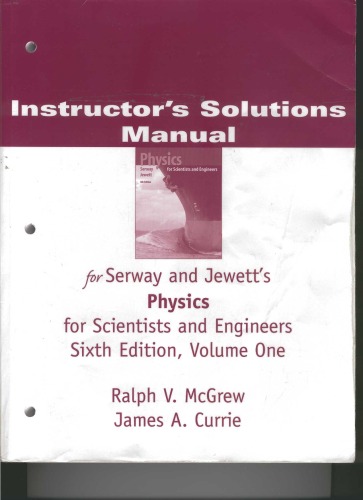 Instructor's Solutions
Manual
Physics
for Scientists and Engineers
Serway
Jewett
for Serway and Jewett's
Physics
for Scientists and Engineers
Sixth Edition, Volume One
Ralph V. McGrew
James A. Currie